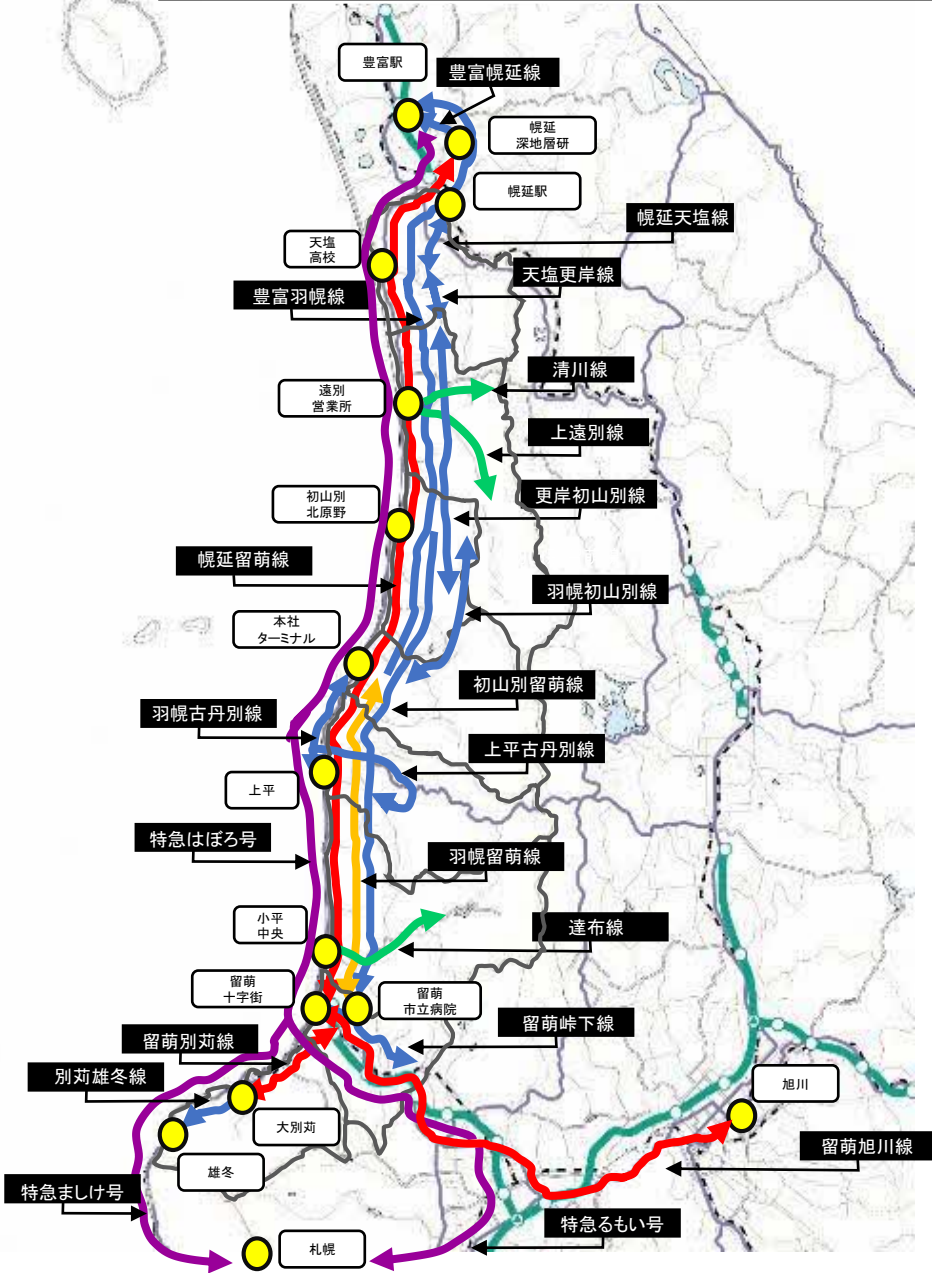 豊富駅
豊富幌延線
幌延
深地層研
幌延駅
幌延天塩線
天塩
高校
天塩更岸線
豊富羽幌線
清川線
遠別
営業所
上遠別線
更岸初山別線
初山別
北原野
幌延留萌線
羽幌初山別線
本社
ターミナル
初山別留萌線
羽幌古丹別線
上平古丹別線
上平
特急はぼろ号
羽幌留萌線
小平
中央
達布線
留萌
十字街
留萌
市立病院
留萌峠下線
留萌別苅線
別苅雄冬線
旭川
大別苅
留萌旭川線
雄冬
特急ましけ号
特急るもい号
札幌